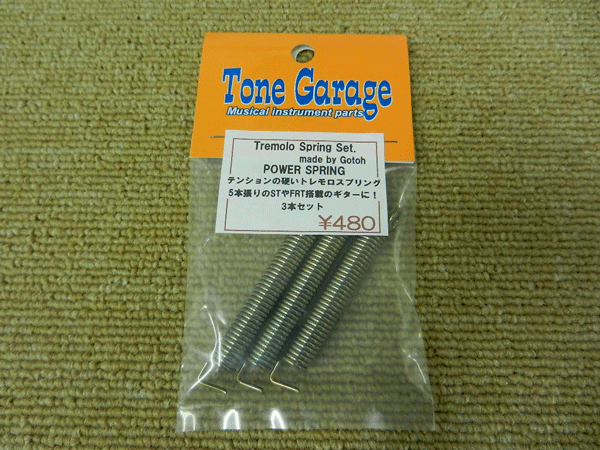 Tone Garage
Musical instrument parts
Tremolo Spring Set.
made by Gotoh
POWER SPRING
テンションの硬いトレモロスプリング
5本張りのSTやFRT搭載のギターに!
3本セット
¥480